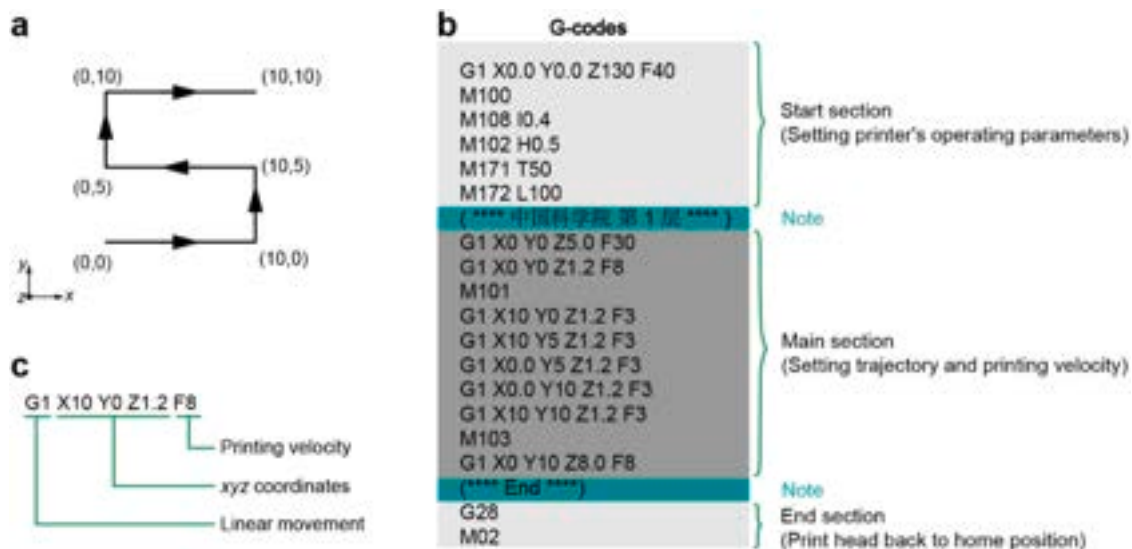 a
(0,10)
(10,10)
(0,5)
(10,5)
(0,0)
(10,0)
y
z
x
b
G-codes
G1 X0.0 Y0.0 Z130 F40
M100
M108 I0.4
M102 H0.5
M171 T50
M172 L100
( **** 中国科学院 第 1 层 **** )
G1 X0 Y0 Z5.0 F30
G1 X0 Y0 Z1.2 F8
M101
G1 X10 Y0 Z1.2 F3
G1 X10 Y5 Z1.2 F3
G1 X0.0 Y5 Z1.2 F3
G1 X0.0 Y10 Z1.2 F3
G1 X10 Y10 Z1.2 F3
M103
G1 X0 Y10 Z8.0 F8
(**** End ****)
G28
M02
Start section
(Setting printer's operating parameters)
Note
Main section
(Setting trajectory and printing velocity)
Note
End section
(Print head back to home position)
c
G1 X10 Y0 Z1.2 F8
Printing velocity
xyz coordinates
Linear movement